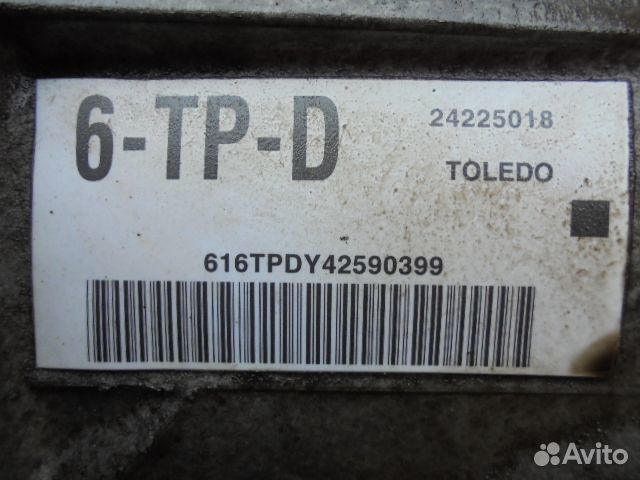 6-TP-D
24225018
TOLEDO
616TPDY42590399
Avito